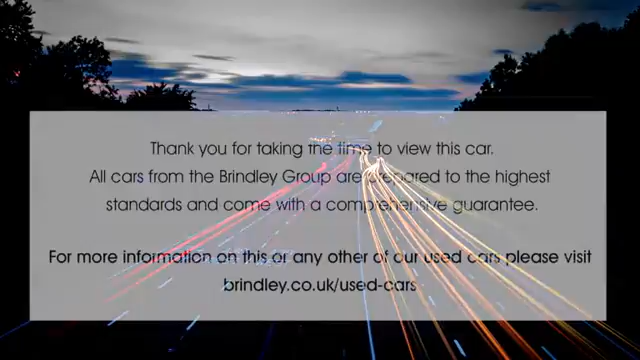 Thank you for taking the time to view this car.
All cars from the Brindley Group are prepared to the highest
standards and come with a comprehensive guarantee.
For more information on this or any other of our used cars please visit
brindley.co.uk/used-cars